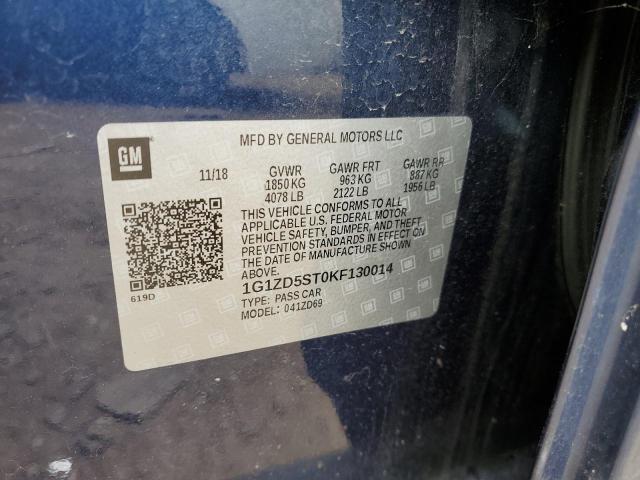 MFD BY GENERAL MOTORS LLC
GM
11/18 GVWR GAWR FRT GAWR RR
1850 KG 963 KG 887 KG
4078 LB 2122 LB 1956 LB
THIS VEHICLE CONFORMS TO ALL
APPLICABLE U.S. FEDERAL MOTOR
VEHICLE SAFETY, BUMPER, AND THEFT
PREVENTION STANDARDS IN EFFECT ON THE
DATE OF MANUFACTURE SHOWN
ABOVE.
619D
1G1ZD5ST0KF130014
TYPE: PASS CAR
MODEL: 041ZD69